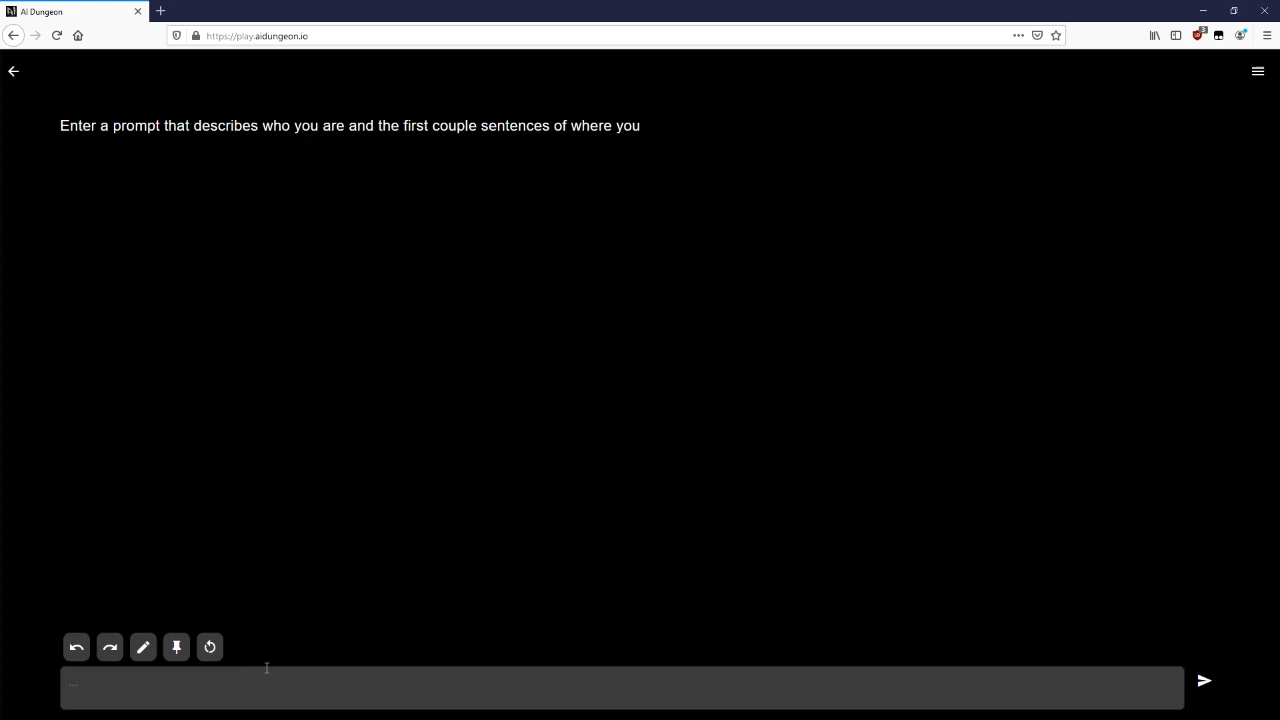 AI Dungeon
https://play.aidungeon.io
Enter a prompt that describes who you are and the first couple sentences of where you
...